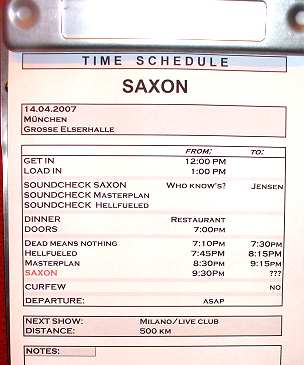 TIME SCHEDULE
SAXON
14.04.2007
München
Grosse Elserhalle
FROM: TO:
GET IN 12:00 PM
LOAD IN 1:00 PM
SOUNDCHECK SAXON Who know's? Jensen
SOUNDCHECK Masterplan
SOUNDCHECK Hellfueled
DINNER Restaurant
DOORS 7:00PM
Dead means nothing 7:10PM 7:30PM
Hellfueled 7:45PM 8:15PM
Masterplan 8:30PM 9:15PM
SAXON 9:30PM ???
CURFEW NO
DEPARTURE: ASAP
NEXT SHOW: Milano/Live Club
DISTANCE: 500 KM
NOTES: